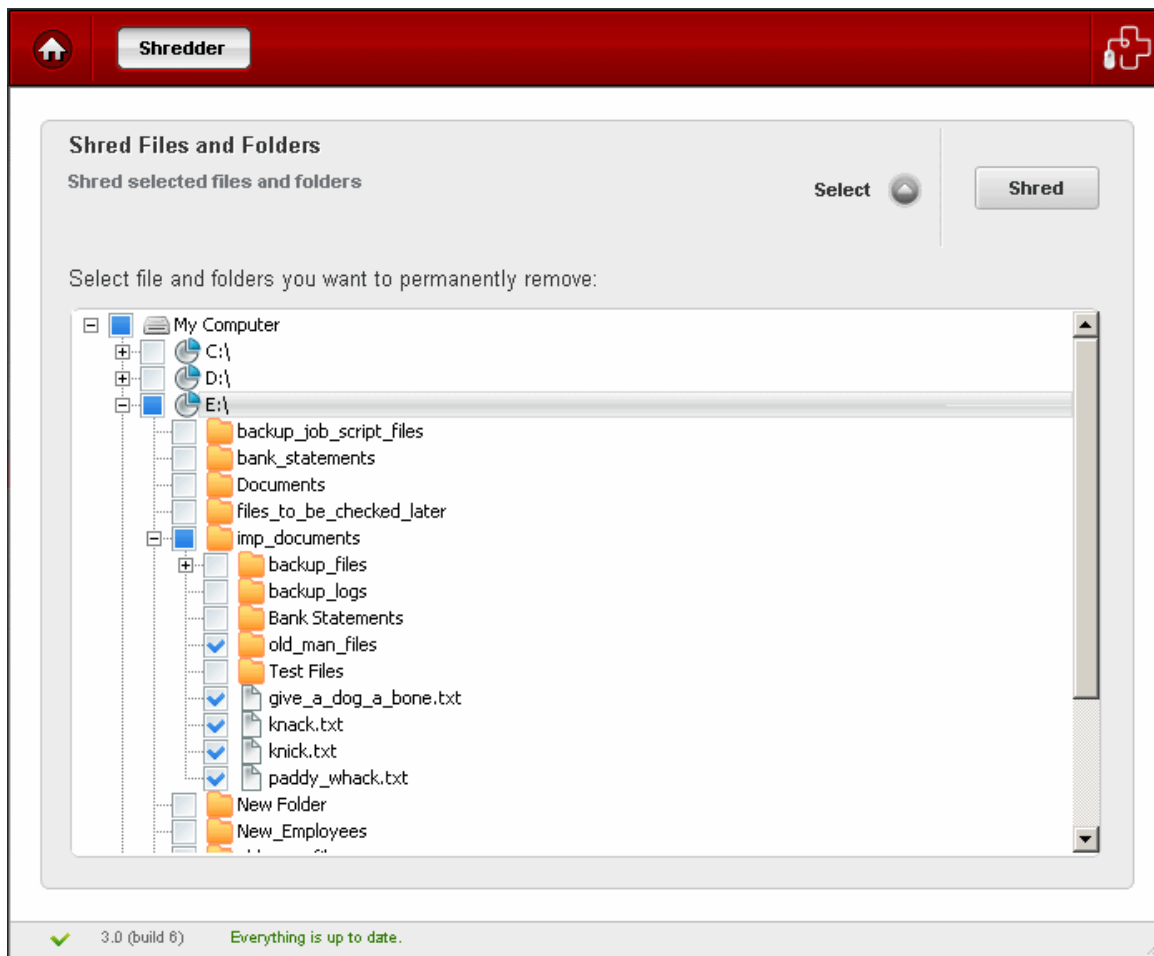 Shredder
Shred Files and Folders
Shred selected files and folders
Select
Shred
Select file and folders you want to permanently remove:
My Computer
C:\
D:\
E:\
backup_job_script_files
bank_statements
Documents
files_to_be_checked_later
imp_documents
backup_files
backup_logs
Bank Statements
old_man_files
Test Files
give_a_dog_a_bone.txt
knack.txt
knick.txt
paddy_whack.txt
New Folder
New_Employees
3.0 (build 6) Everything is up to date.